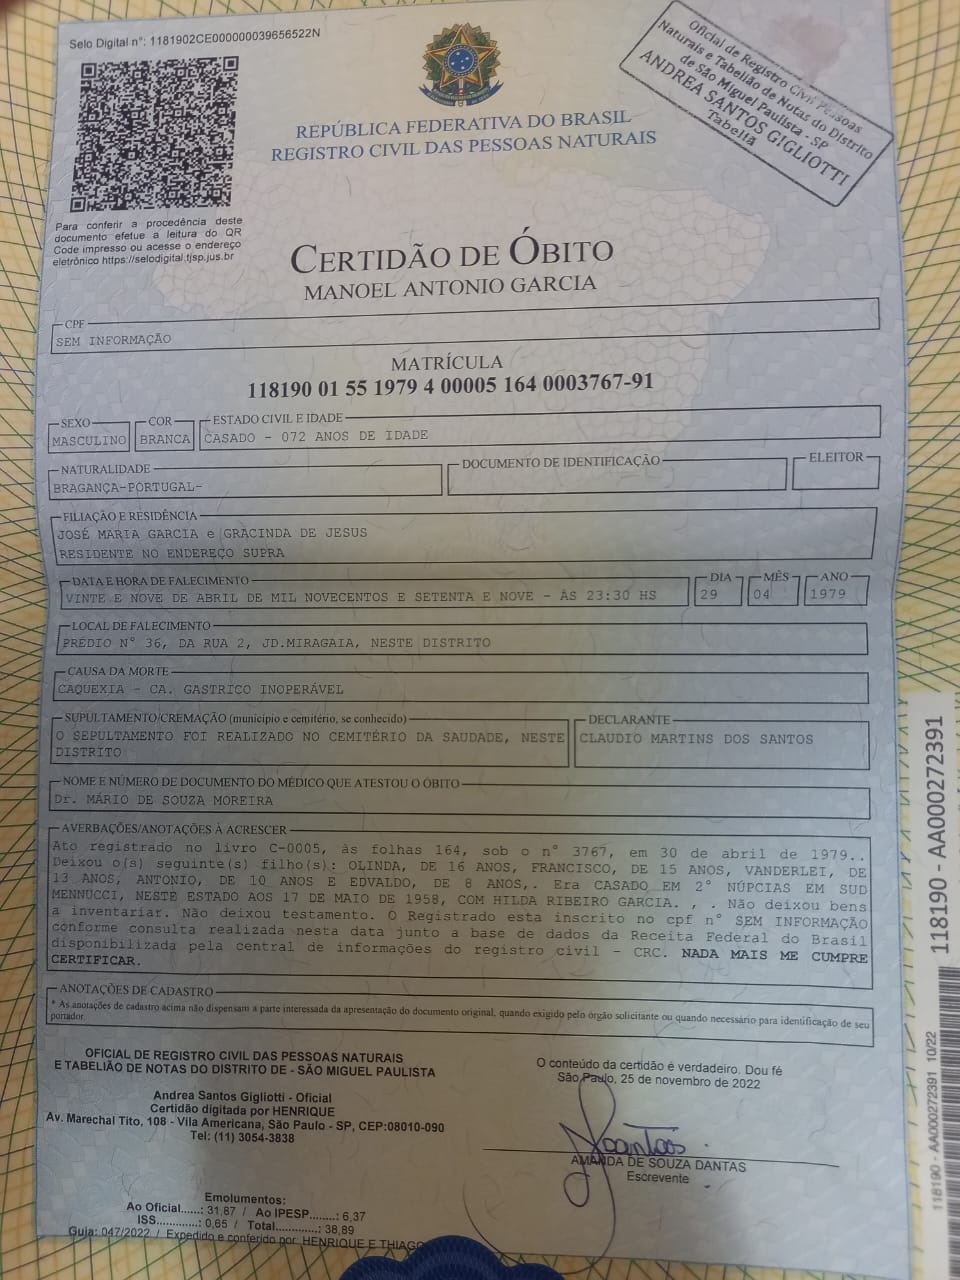 Selo Digital nº: 1181902CE000000039656522N
Oficial de Registro Civil Pessoas
Naturais e Tabelião de Notas do Distrito
de São Miguel Paulista - SP
ANDREA SANTOS GIGLIOTTI
Tabeliã
REPÚBLICA FEDERATIVA DO BRASIL
REGISTRO CIVIL DAS PESSOAS NATURAIS
Para conferir a procedência deste
documento efetue a leitura do QR
Code impresso ou acesse o endereço
eletrônico https://selodigital.tjsp.jus.br
CERTIDÃO DE ÓBITO
MANOEL ANTONIO GARCIA
CPF
SEM INFORMAÇÃO
MATRÍCULA
118190 01 55 1979 4 00005 164 0003767-91
SEXO
MASCULINO
COR
BRANCA
ESTADO CIVIL E IDADE
CASADO - 072 ANOS DE IDADE
NATURALIDADE
BRAGANÇA-PORTUGAL-
DOCUMENTO DE IDENTIFICAÇÃO
ELEITOR
FILIAÇÃO E RESIDÊNCIA
JOSÉ MARIA GARCIA e GRACINDA DE JESUS
RESIDENTE NO ENDEREÇO SUPRA
DATA E HORA DE FALECIMENTO
VINTE E NOVE DE ABRIL DE MIL NOVECENTOS E SETENTA E NOVE - ÀS 23:30 HS
DIA
29
MÊS
04
ANO
1979
LOCAL DE FALECIMENTO
PRÉDIO N° 36, DA RUA 2, JD.MIRAGAIA, NESTE DISTRITO
CAUSA DA MORTE
CAQUEXIA - CA. GASTRICO INOPERÁVEL
SUPULTAMENTO/CREMAÇÃO (município e cemitério, se conhecido)
O SEPULTAMENTO FOI REALIZADO NO CEMITÉRIO DA SAUDADE, NESTE
DISTRITO
DECLARANTE
CLAUDIO MARTINS DOS SANTOS
NOME E NÚMERO DE DOCUMENTO DO MÉDICO QUE ATESTOU O ÓBITO
Dr. MÁRIO DE SOUZA MOREIRA
AVERBAÇÕES/ANOTAÇÕES À ACRESCER
Ato registrado no livro C-0005, às folhas 164, sob o n° 3767, em 30 de abril de 1979..
Deixou o(s) seguinte(s) filho(s): OLINDA, DE 16 ANOS, FRANCISCO, DE 15 ANOS, VANDERLEI, DE
13 ANOS, ANTONIO, DE 10 ANOS E EDVALDO, DE 8 ANOS,. Era CASADO EM 2° NÚPCIAS EM SUD
MENNUCCI, NESTE ESTADO AOS 17 DE MAIO DE 1958, COM HILDA RIBEIRO GARCIA. , . Não deixou bens
a inventariar. Não deixou testamento. O Registrado esta inscrito no cpf n° SEM INFORMAÇÃO
conforme consulta realizada nesta data junto a base de dados da Receita Federal do Brasil
disponibilizada pela central de informações do registro civil - CRC. NADA MAIS ME CUMPRE
CERTIFICAR.
ANOTAÇÕES DE CADASTRO
* As anotações de cadastro acima não dispensam a parte interessada da apresentação do documento original, quando exigido pelo órgão solicitante ou quando necessário para identificação de seu
portador.
OFICIAL DE REGISTRO CIVIL DAS PESSOAS NATURAIS
E TABELIÃO DE NOTAS DO DISTRITO DE - SÃO MIGUEL PAULISTA
Andrea Santos Gigliotti - Oficial
Certidão digitada por HENRIQUE
Av. Marechal Tito, 108 - Vila Americana, São Paulo - SP, CEP:08010-090
Tel: (11) 3054-3838
O conteúdo da certidão é verdadeiro. Dou fé
São Paulo, 25 de novembro de 2022
AMANDA DE SOUZA DANTAS
Escrevente
Emolumentos:
Ao Oficial......: 31,87 / Ao IPESP........: 6,37
ISS.............: 0,65 / Total............: 38,89
Guia: 047/2022 / Expedido e conferido por: HENRIQUE E THIAGO
118190 - AA000272391
118190 - AA000272391 10/22